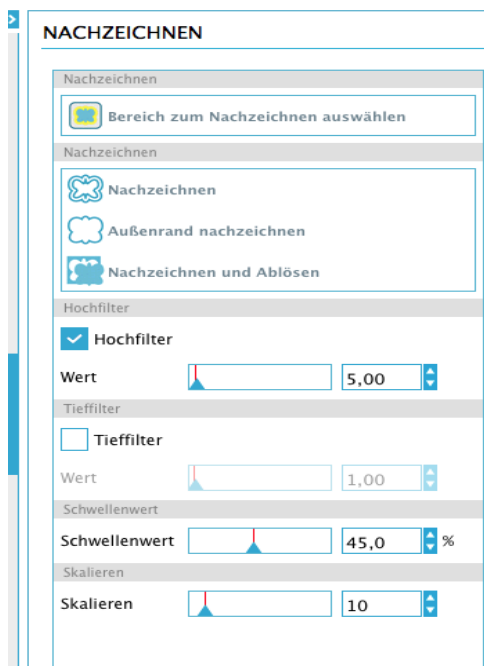 NACHZEICHNEN
Nachzeichnen
Bereich zum Nachzeichnen auswählen
Nachzeichnen
Nachzeichnen
Außenrand nachzeichnen
Nachzeichnen und Ablösen
Hochfilter
Hochfilter
Wert 5,00
Tieffilter
Tieffilter
Wert 1,00
Schwellenwert
Schwellenwert 45,0 %
Skalieren
Skalieren 10